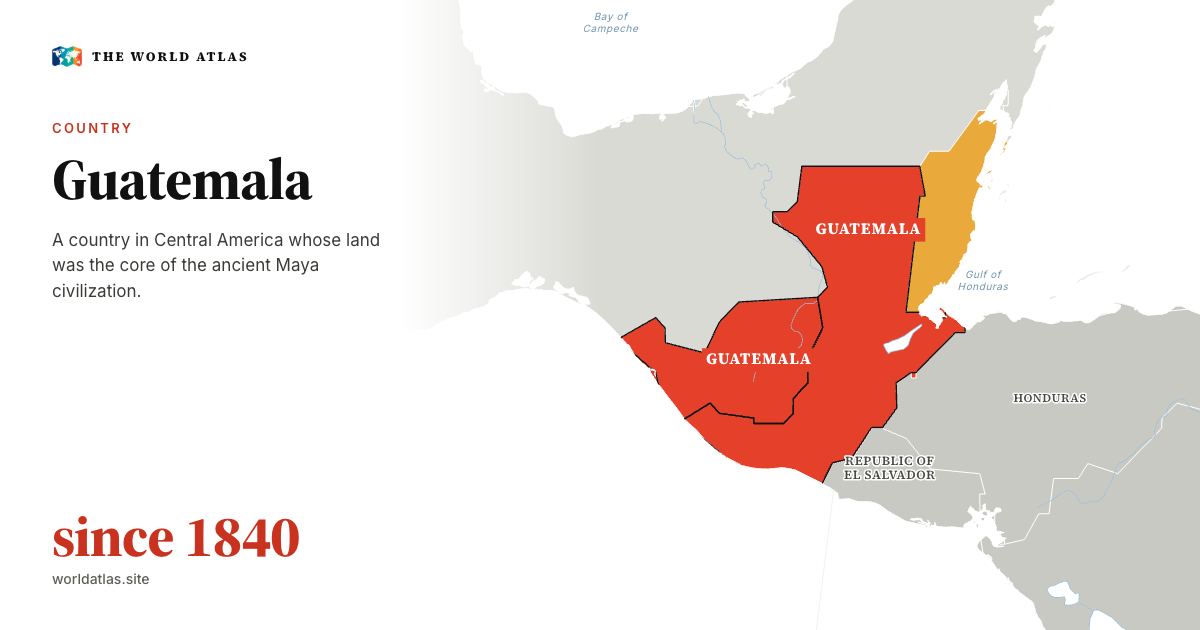 THE WORLD ATLAS
COUNTRY
Guatemala
A country in Central America whose land
was the core of the ancient Maya
civilization.
since 1840
worldatlas.site
Bay of
Campeche
GUATEMALA
Gulf of
Honduras
GUATEMALA
HONDURAS
REPUBLIC OF
EL SALVADOR